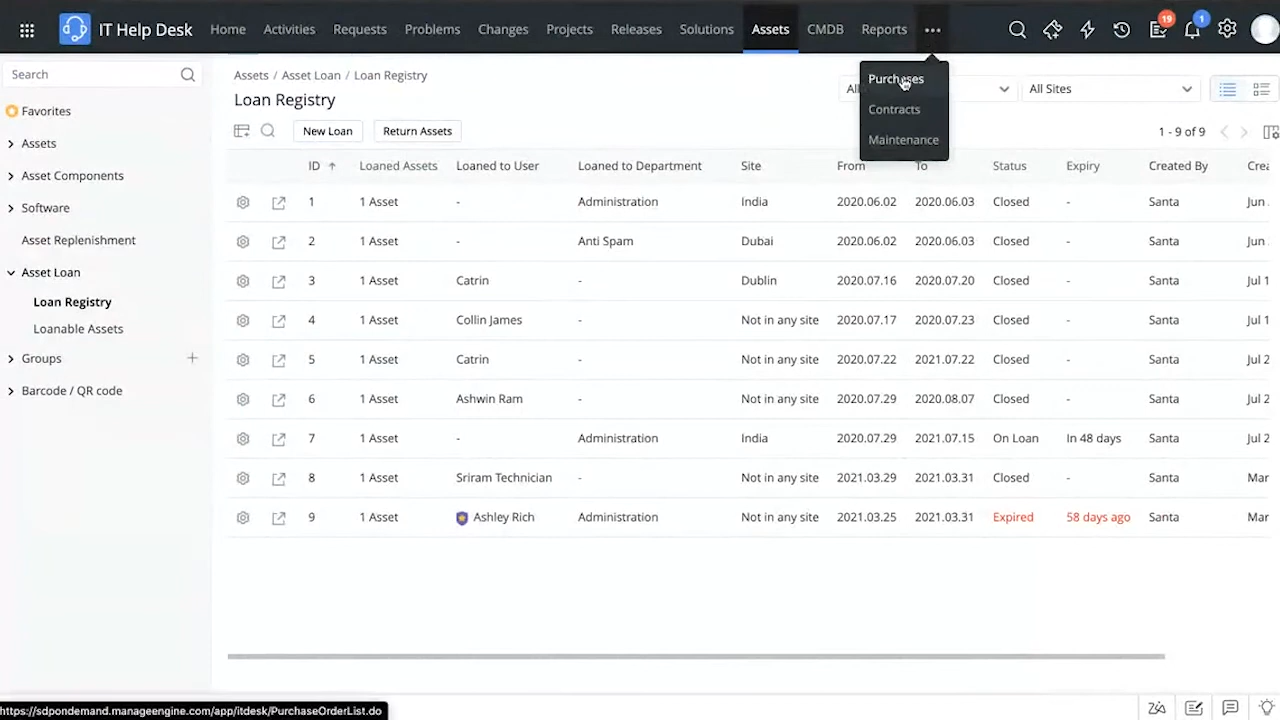 IT Help Desk Home Activities Requests Problems Changes Projects Releases Solutions Assets CMDB Reports ••• 19 1
Search
Favorites
Assets
Asset Components
Software
Asset Replenishment
Asset Loan
Loan Registry
Loanable Assets
Groups
Barcode / QR code
Assets / Asset Loan / Loan Registry
Loan Registry
All Sites
Purchases
Contracts
Maintenance
New Loan Return Assets
1 - 9 of 9
ID Loaned Assets Loaned to User Loaned to Department Site From To Status Expiry Created By
1 1 Asset - Administration India 2020.06.02 2020.06.03 Closed - Santa Jun
2 1 Asset - Anti Spam Dubai 2020.06.02 2020.06.03 Closed - Santa Jun
3 1 Asset Catrin - Dublin 2020.07.16 2020.07.20 Closed - Santa Jul 1
4 1 Asset Collin James - Not in any site 2020.07.17 2020.07.23 Closed - Santa Jul 1
5 1 Asset Catrin - Not in any site 2020.07.22 2021.07.22 Closed - Santa Jul 2
6 1 Asset Ashwin Ram - Not in any site 2020.07.29 2020.08.07 Closed - Santa Jul 2
7 1 Asset - Administration India 2020.07.29 2021.07.15 On Loan In 48 days Santa Jul 2
8 1 Asset Sriram Technician - Not in any site 2021.03.29 2021.03.31 Closed - Santa Mar
9 1 Asset Ashley Rich Administration Not in any site 2021.03.25 2021.03.31 Expired 58 days ago Santa Mar
https://sdpondemand.manageengine.com/app/itdesk/PurchaseOrderList.do